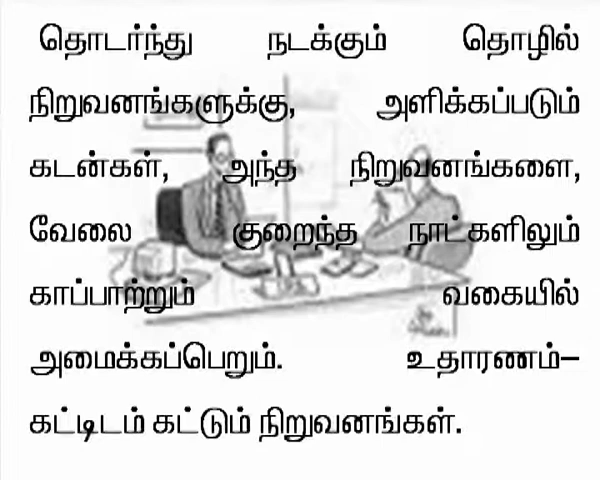 தொடர்ந்து நடக்கும் தொழில்
நிறுவனங்களுக்கு, அளிக்கப்படும்
கடன்கள், அந்த நிறுவனங்களை,
வேலை குறைந்த நாட்களிலும்
காப்பாற்றும் வகையில்
அமைக்கப்பெறும். உதாரணம்–
கட்டிடம் கட்டும் நிறுவனங்கள்.